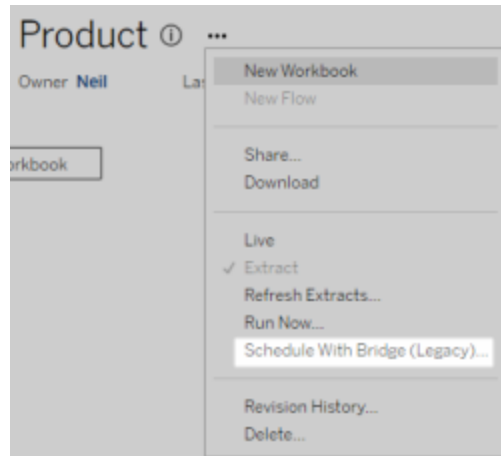 Product ⓘ ...
Owner Neil
New Workbook
New Flow
Share...
Download
Live
✓ Extract
Refresh Extracts...
Run Now...
Schedule With Bridge (Legacy)...
Revision History...
Delete...